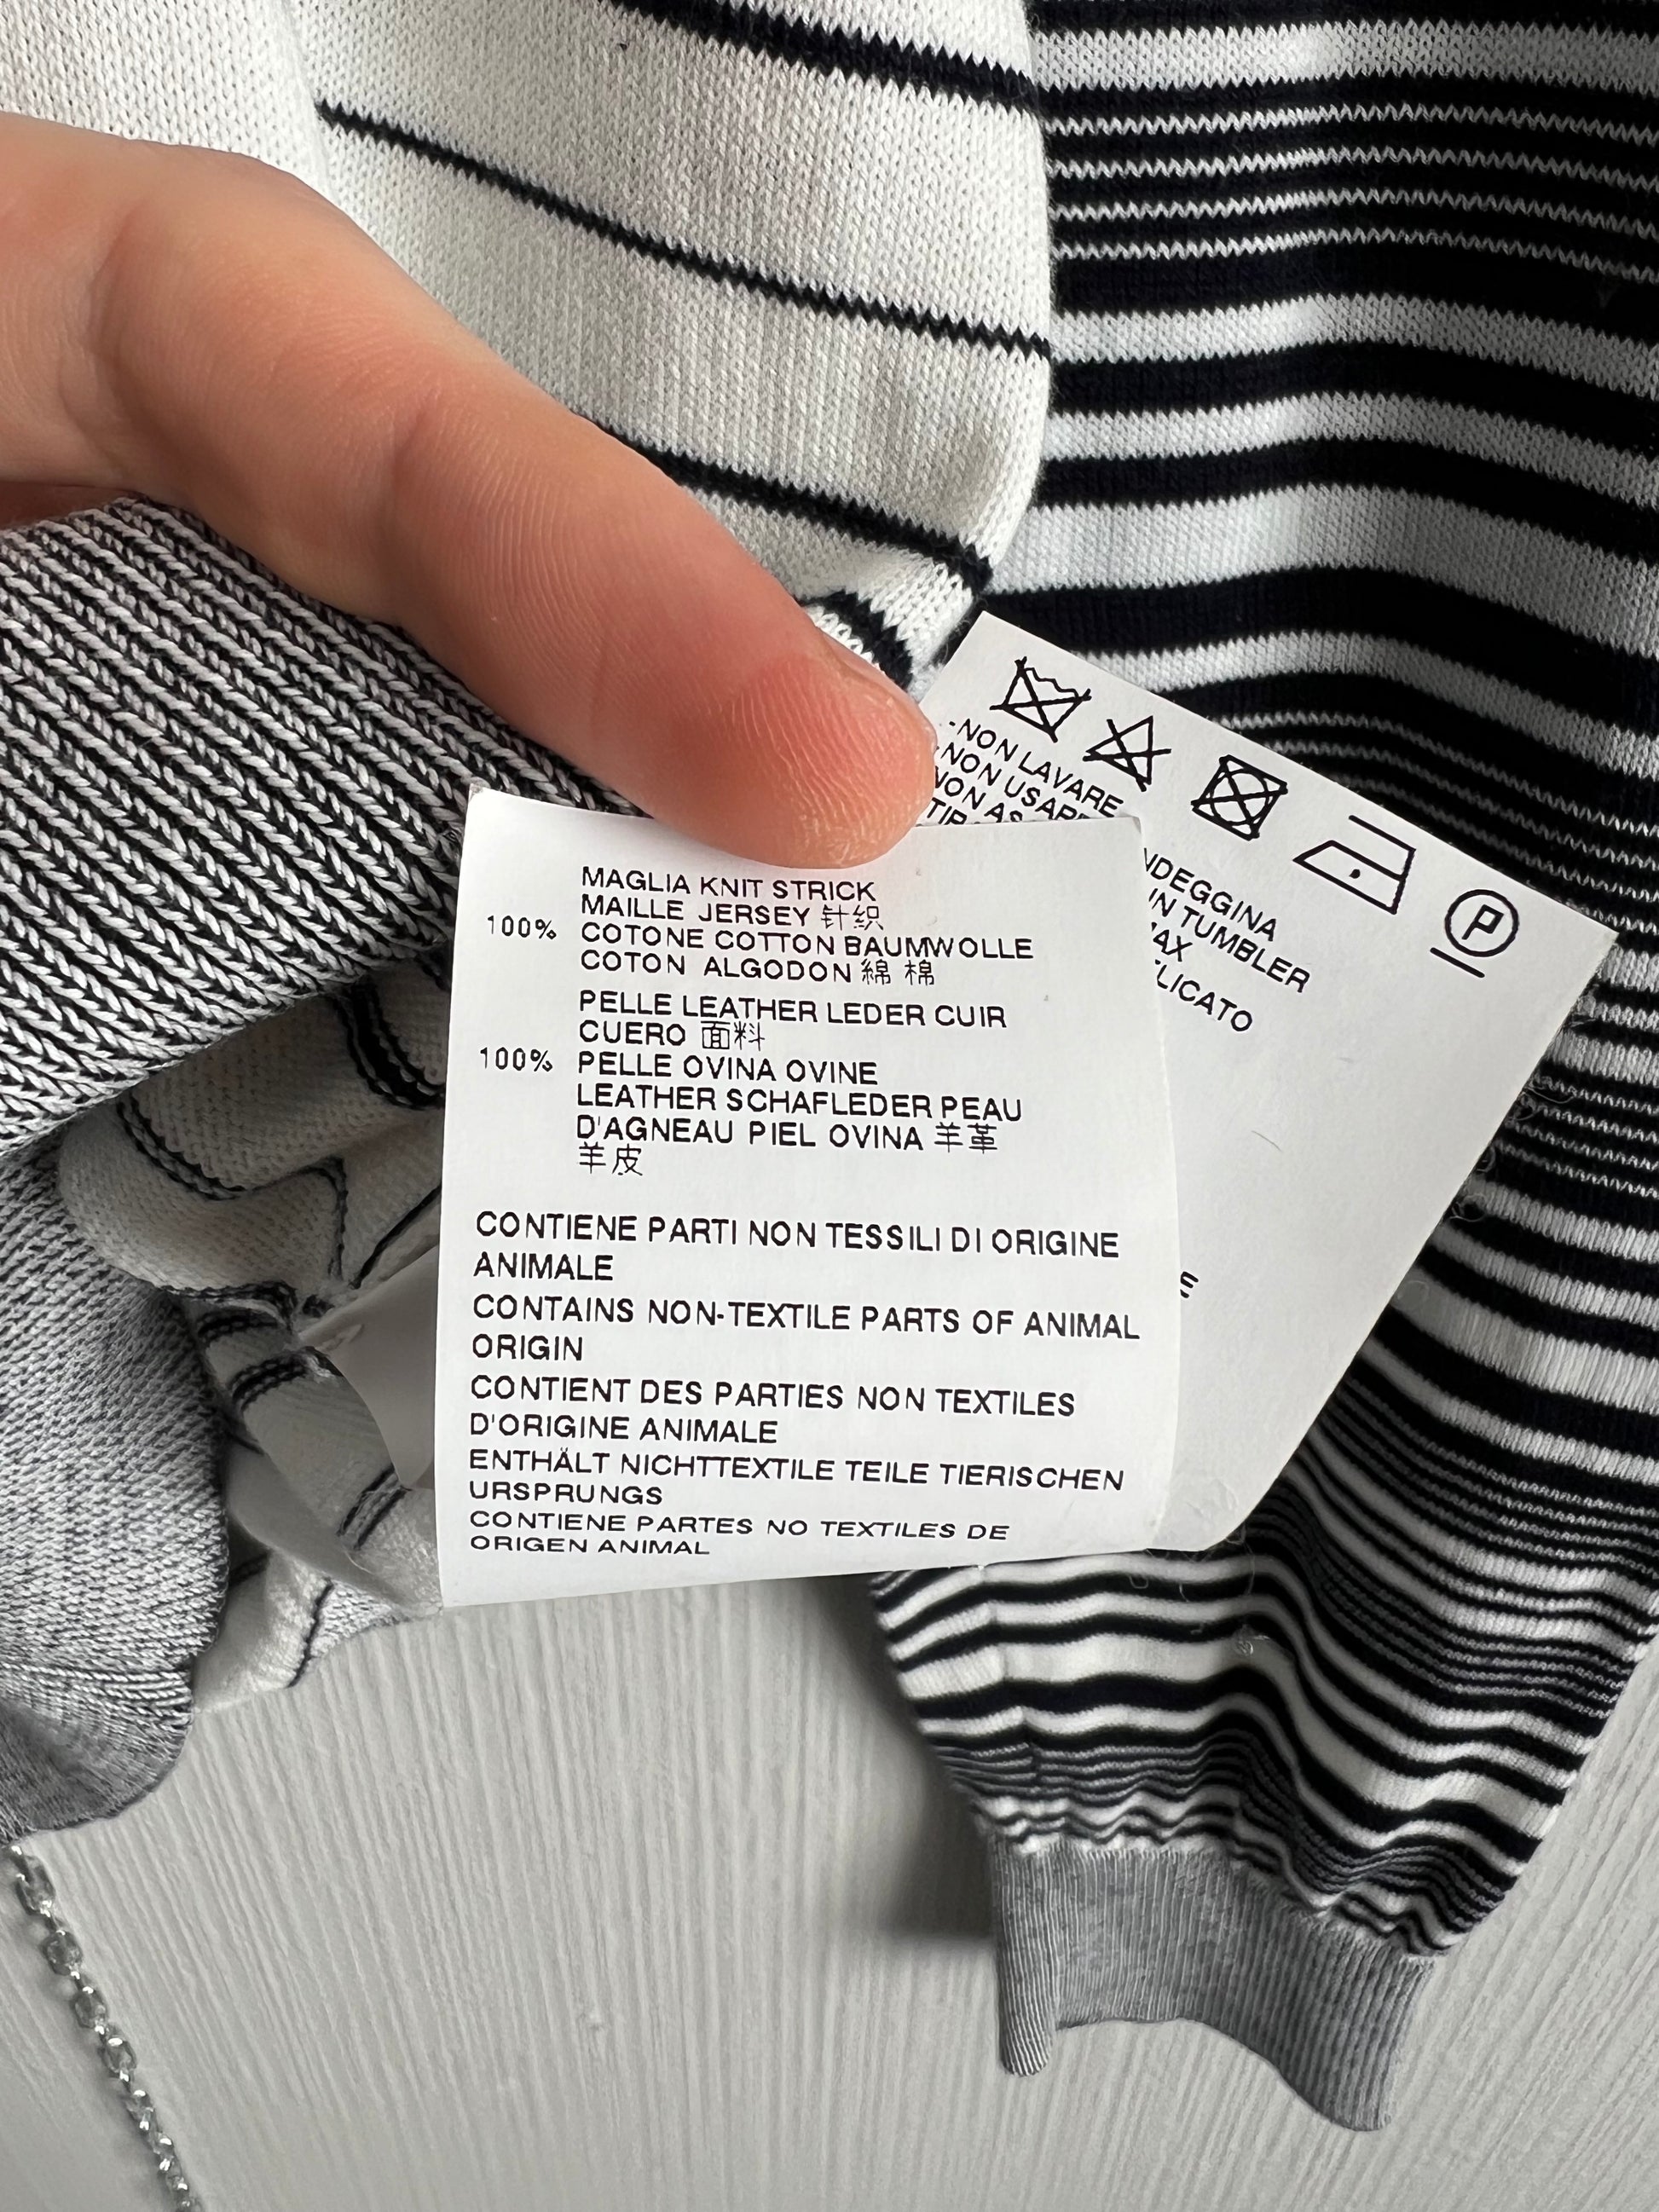 -NON LAVARE
NON USARE
NON AS
NDEGGINA
IN TUMBLER
MAX
LICATO
P
MAGLIA KNIT STRICK
MAILLE JERSEY 针织
100% COTONE COTTON BAUMWOLLE
COTON ALGODON 綿 棉
PELLE LEATHER LEDER CUIR
CUERO 面料
100% PELLE OVINA OVINE
LEATHER SCHAFLEDER PEAU
D'AGNEAU PIEL OVINA 羊革
羊皮
CONTIENE PARTI NON TESSILI DI ORIGINE
ANIMALE
CONTAINS NON-TEXTILE PARTS OF ANIMAL
ORIGIN
CONTIENT DES PARTIES NON TEXTILES
D'ORIGINE ANIMALE
ENTHÄLT NICHTTEXTILE TEILE TIERISCHEN
URSPRUNGS
CONTIENE PARTES NO TEXTILES DE
ORIGEN ANIMAL